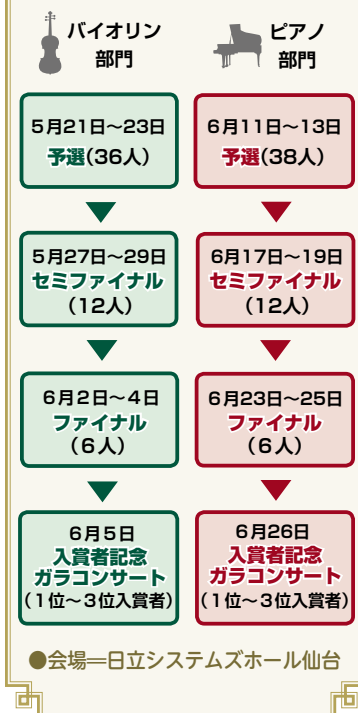 バイオリン
部門
5月21日～23日
予選(36人)
5月27日～29日
セミファイナル
(12人)
6月2日～4日
ファイナル
(6人)
6月5日
入賞者記念
ガラコンサート
(1位～3位入賞者)
ピアノ
部門
6月11日～13日
予選(38人)
6月17日～19日
セミファイナル
(12人)
6月23日～25日
ファイナル
(6人)
6月26日
入賞者記念
ガラコンサート
(1位～3位入賞者)
●会場＝日立システムズホール仙台